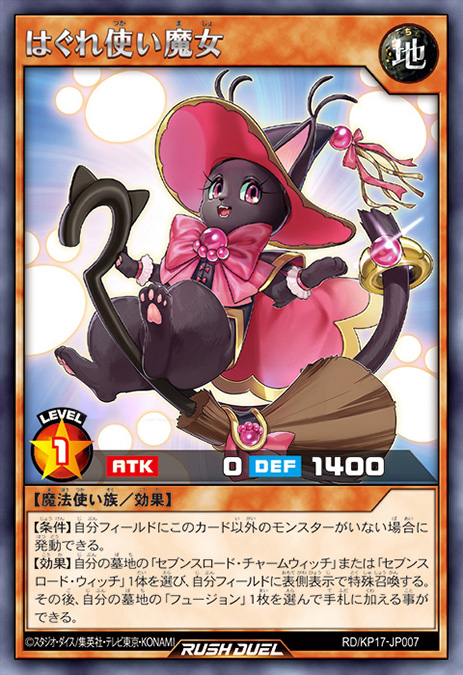 はぐれ使い魔女
地
LEVEL
1
ATK 0 DEF 1400
【魔法使い族／効果】
【条件】自分フィールドにこのカード以外のモンスターがいない場合に
発動できる。
【効果】自分の墓地の「セブンスロード・チャームウィッチ」または「セブンス
ロード・ウィッチ」1体を選び、自分フィールドに表側表示で特殊召喚する。
その後、自分の墓地の「フュージョン」1枚を選んで手札に加える事が
できる。
©スタジオ・ダイス/集英社・テレビ東京・KONAMI
RUSH DUEL
RD/KP17-JP007